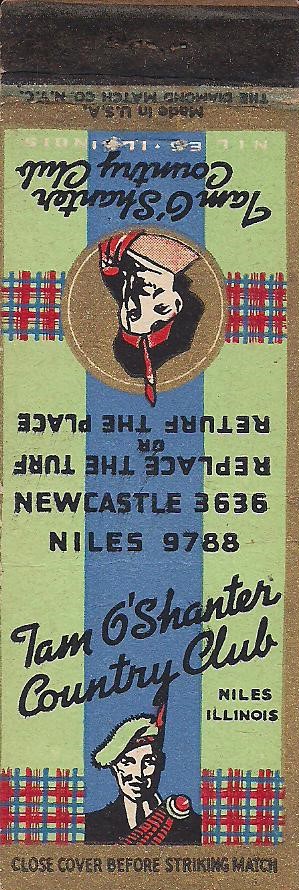 Made in U.S.A.
THE DIAMOND MATCH CO. N.Y.C.
NILES·ILLINOIS
Tam O'Shanter
Country Club
REPLACE THE TURF
OR
RETURF THE PLACE
NEWCASTLE 3636
NILES 9788
Tam O'Shanter
Country Club
NILES
ILLINOIS
CLOSE COVER BEFORE STRIKING MATCH